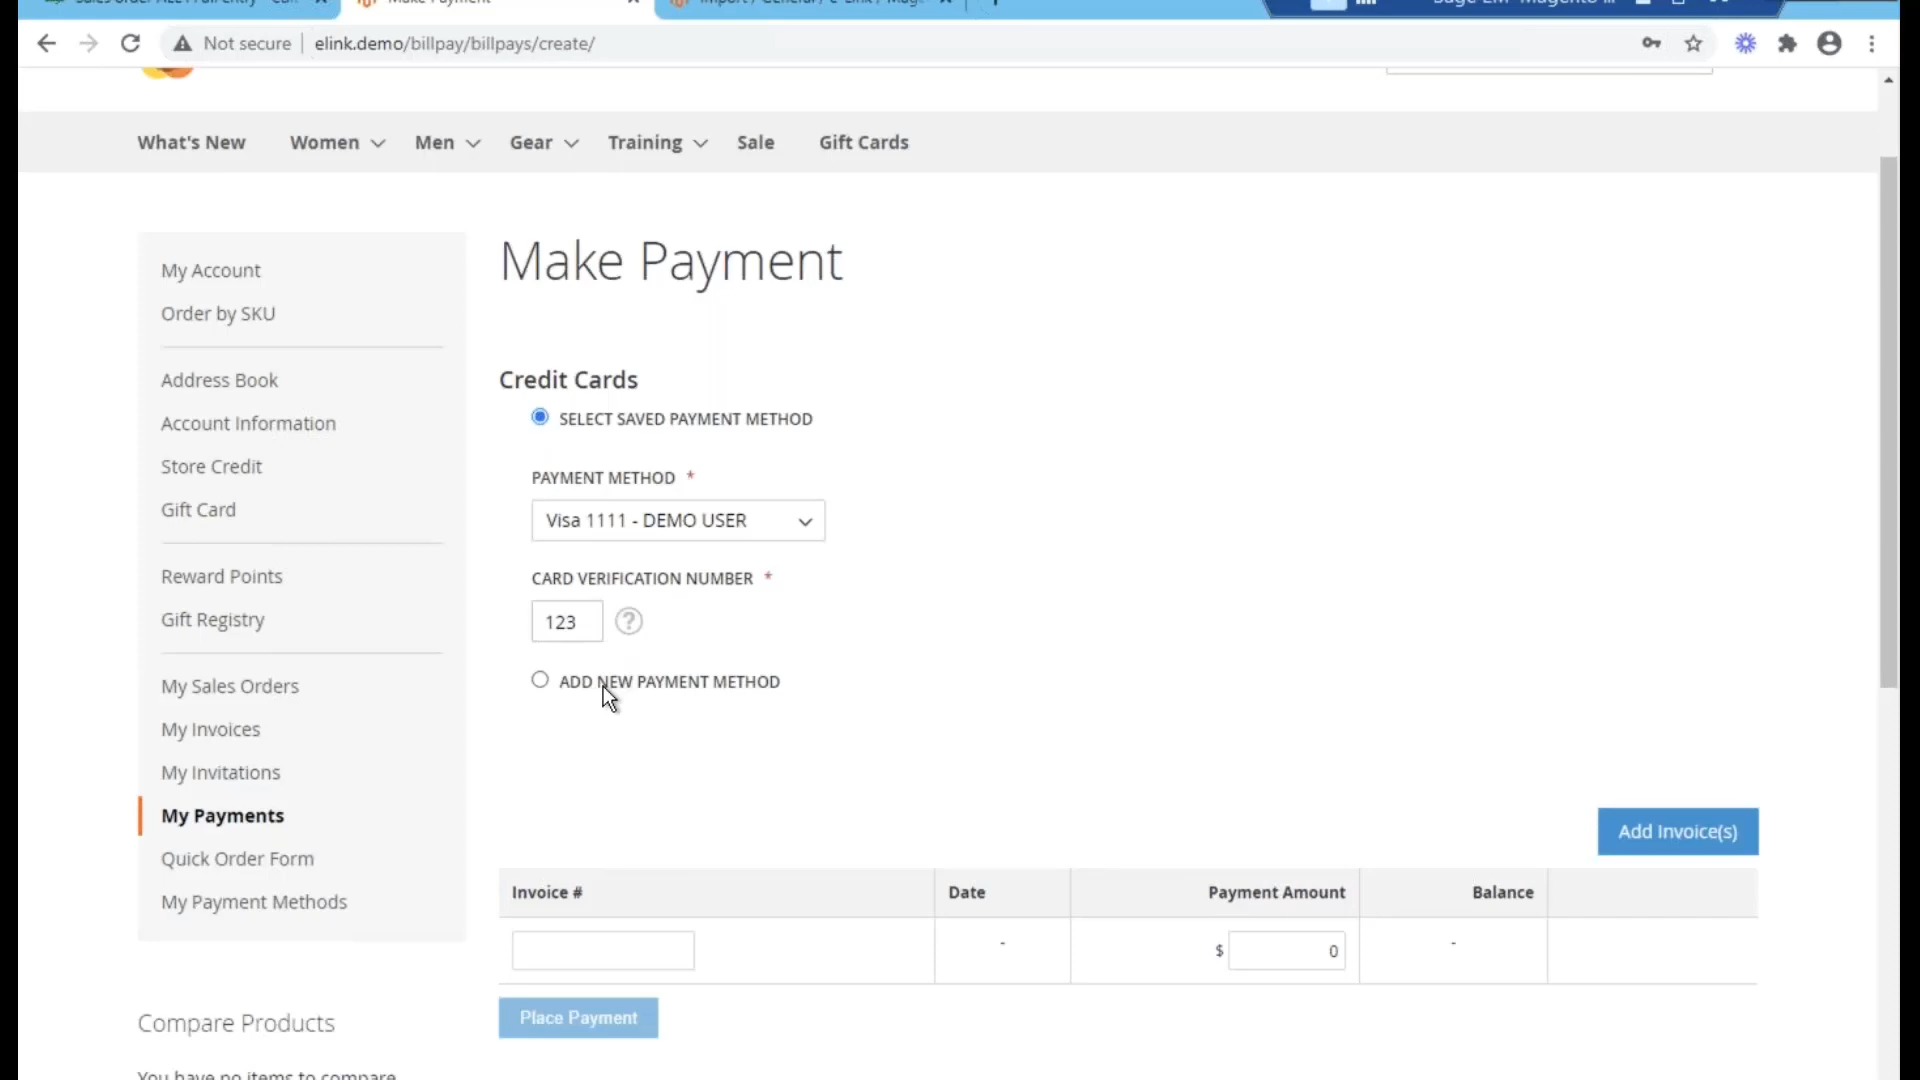 Not secure
elink.demo/billpay/billpays/create/
What's New Women Men Gear Training Sale Gift Cards
My Account
Order by SKU
Address Book
Account Information
Store Credit
Gift Card
Reward Points
Gift Registry
My Sales Orders
My Invoices
My Invitations
My Payments
Quick Order Form
My Payment Methods
Compare Products
You have no items to compare
Make Payment
Credit Cards
SELECT SAVED PAYMENT METHOD
PAYMENT METHOD *
Visa 1111 - DEMO USER
CARD VERIFICATION NUMBER *
123 ?
ADD NEW PAYMENT METHOD
Add Invoice(s)
Invoice # Date Payment Amount Balance
- $ 0 -
Place Payment